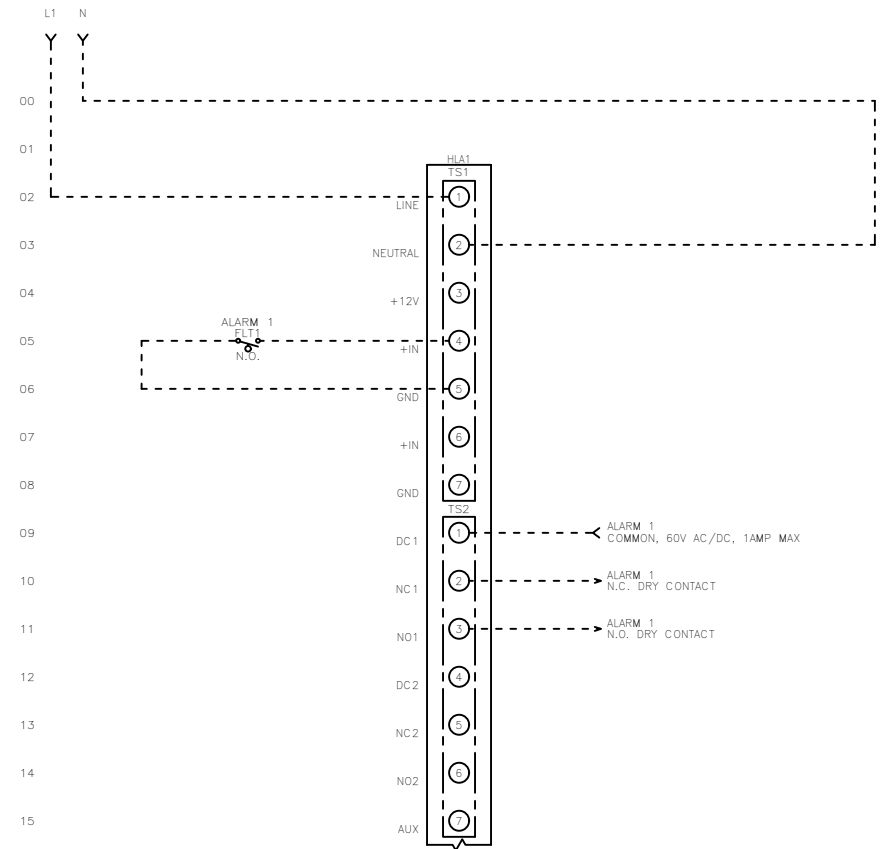 L1 N
00
01
HLA1
TS1
02 LINE 1
03 NEUTRAL 2
04 +12V 3
ALARM 1
FLT1
05 +IN 4
N.O.
06 GND 5
07 +IN 6
08 GND 7
TS2
09 DC1 1 ALARM 1
COMMON, 60V AC/DC, 1AMP MAX
10 NC1 2 ALARM 1
N.C. DRY CONTACT
11 NO1 3 ALARM 1
N.O. DRY CONTACT
12 DC2 4
13 NC2 5
14 NO2 6
15 AUX 7